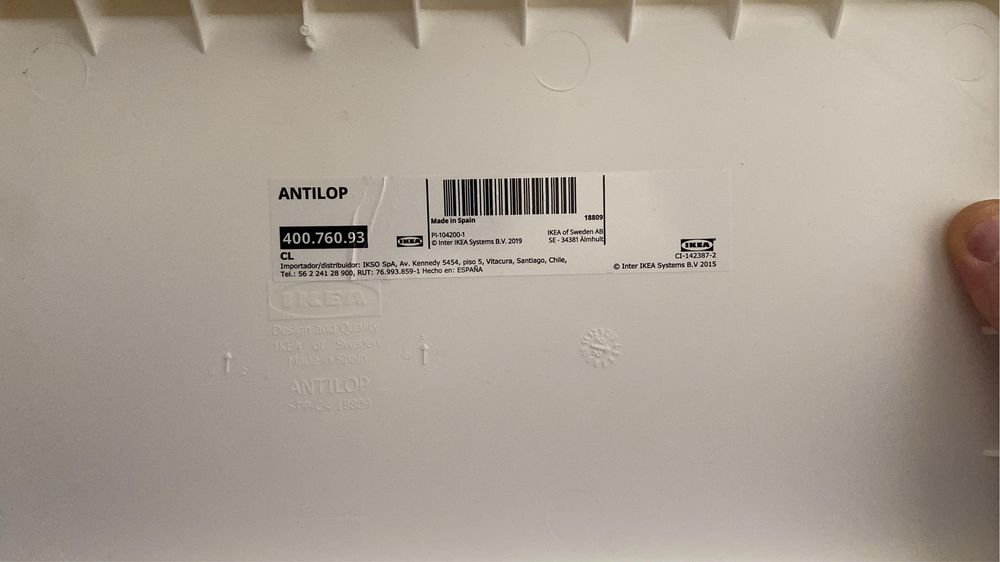 ANTILOP
400.760.93
IKEA
Made in Spain
18809
PI-104200-1
© Inter IKEA Systems B.V. 2019
IKEA of Sweden AB
SE - 34381 Älmhult
CL
Importador/distribuidor: IKSO SpA, Av. Kennedy 5454, piso 5, Vitacura, Santiago, Chile,
Tel.: 56 2 241 28 900, RUT: 76.993.859-1 Hecho en: ESPAÑA
IKEA
CI-142387-2
© Inter IKEA Systems B.V 2015
IKEA
Design and Quality
IKEA of Sweden
Made in Spain
ANTILOP
18809